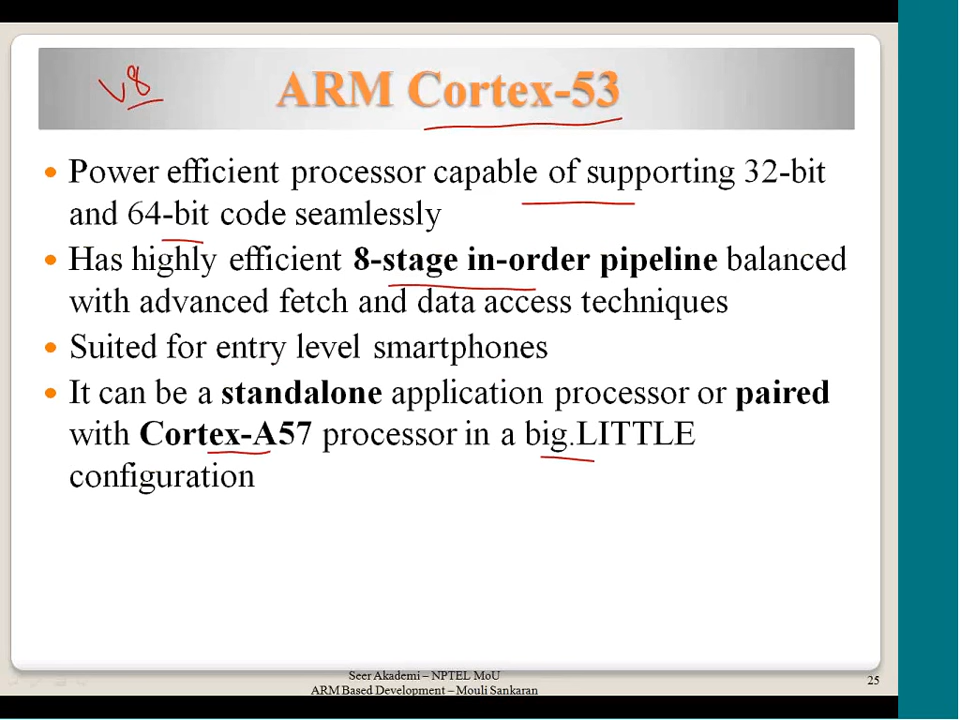 v8
ARM Cortex-53
• Power efficient processor capable of supporting 32-bit
and 64-bit code seamlessly
• Has highly efficient 8-stage in-order pipeline balanced
with advanced fetch and data access techniques
• Suited for entry level smartphones
• It can be a standalone application processor or paired
with Cortex-A57 processor in a big.LITTLE
configuration
Seer Akademi – NPTEL MoU
ARM Based Development – Mouli Sankaran
25